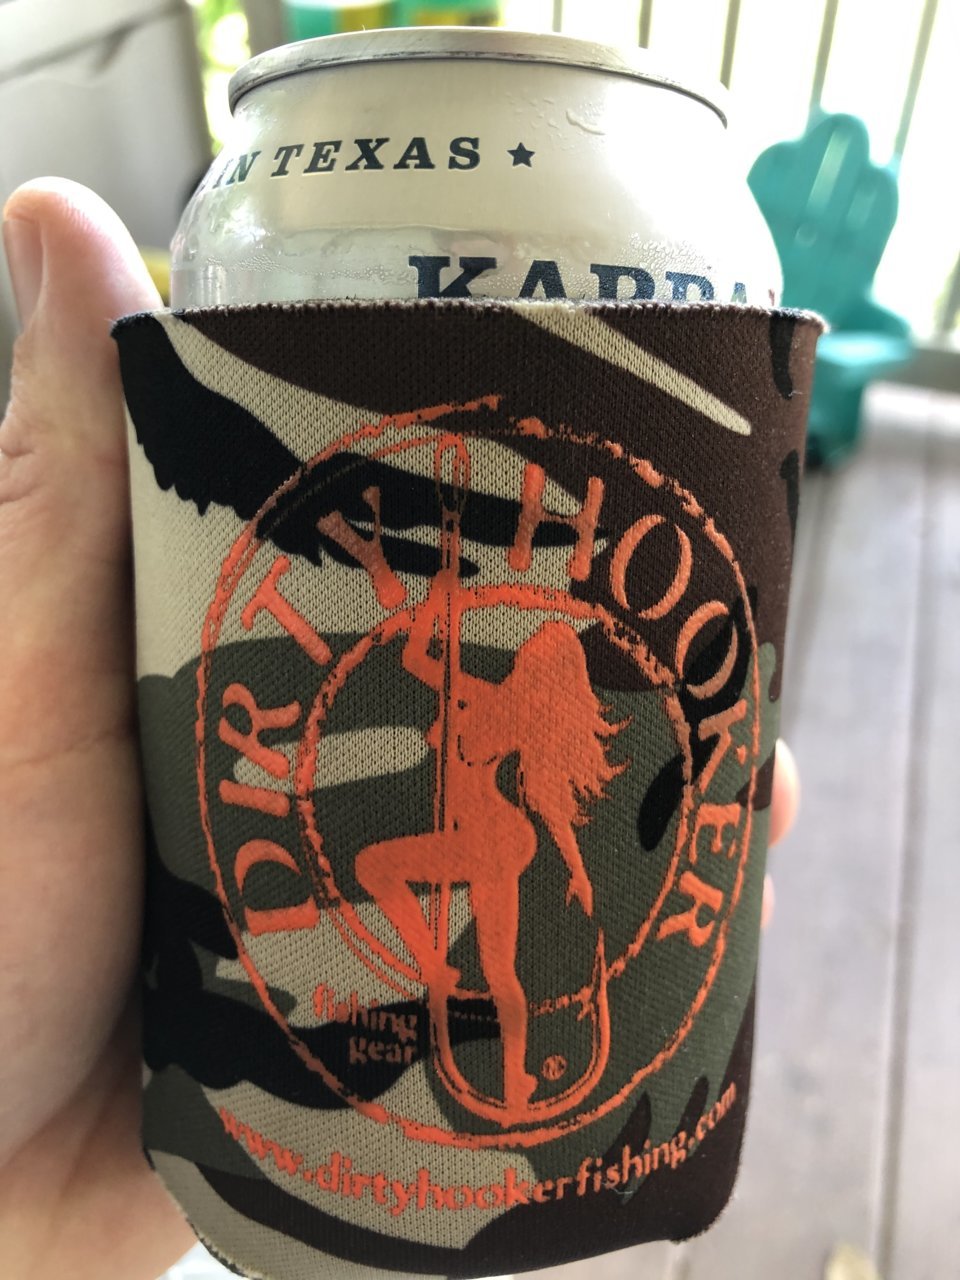 IN TEXAS ★
DIRTY HOOKER
fishing
gear
www.dirtyhookerfishing.com